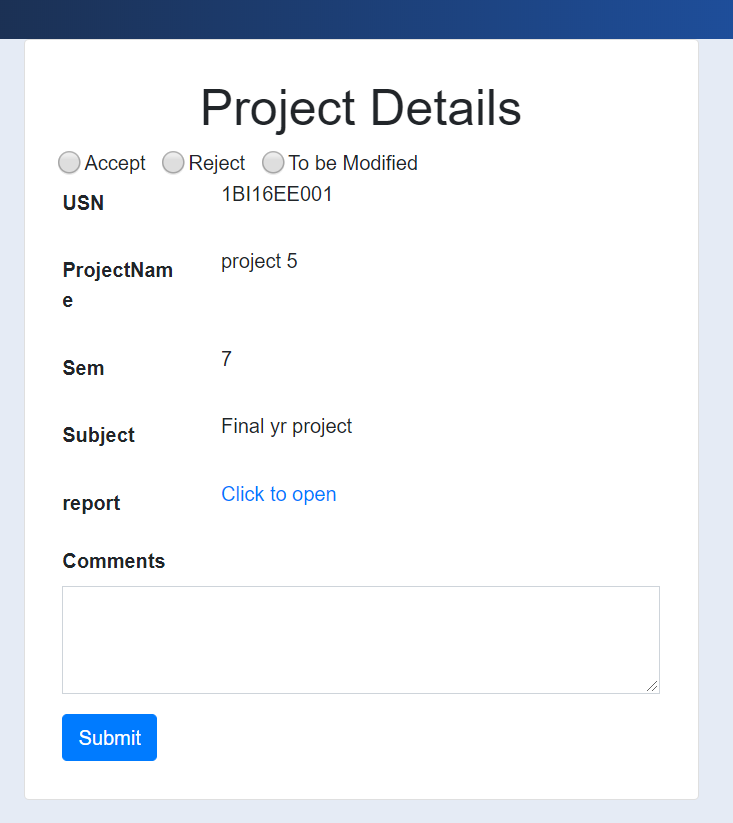 Project Details
Accept Reject To be Modified
USN 1BI16EE001
ProjectNam project 5
e
Sem 7
Subject Final yr project
report Click to open
Comments
Submit